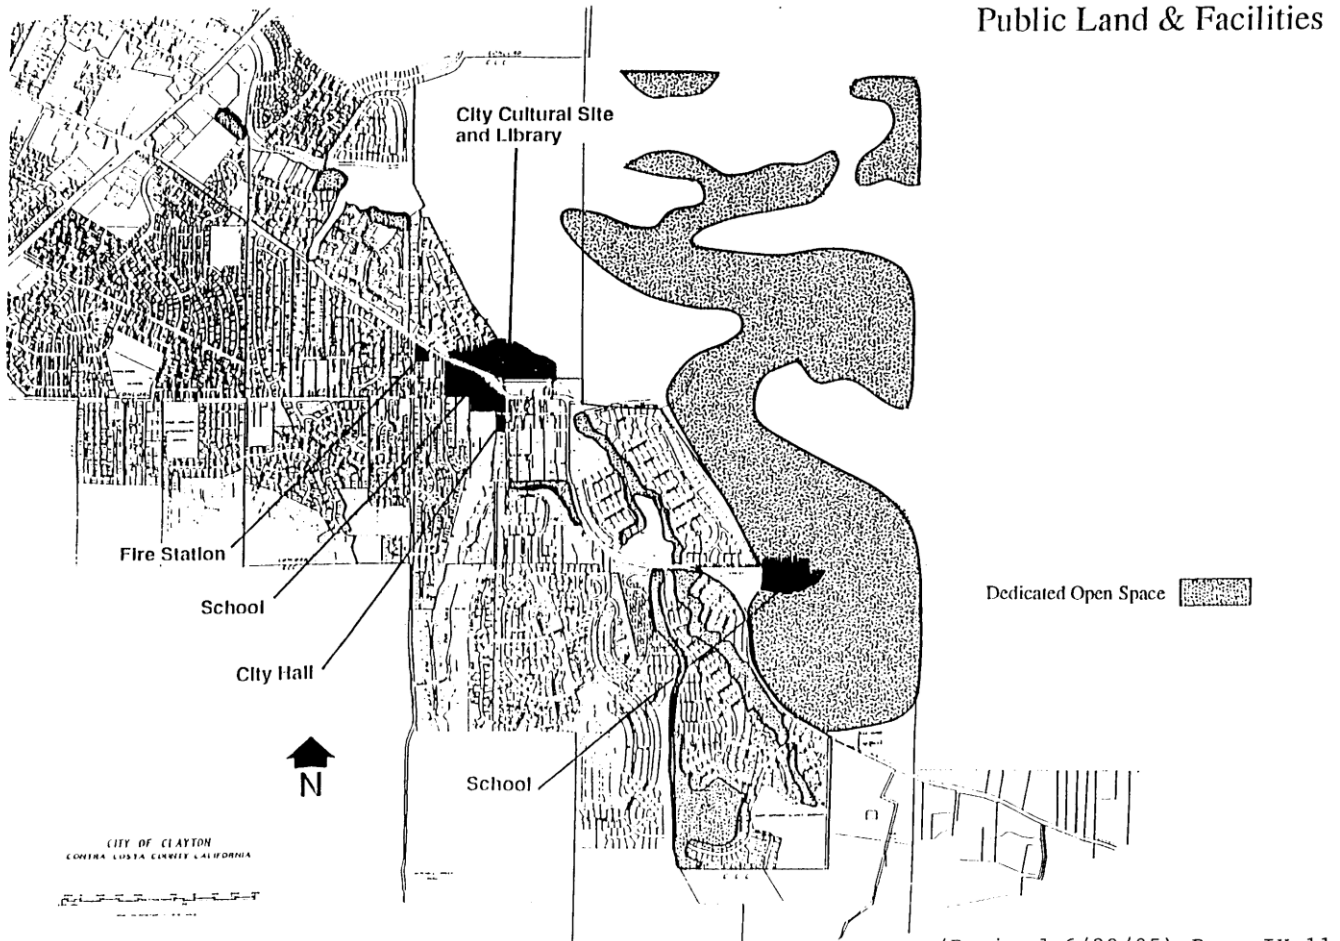 Public Land & Facilities
City Cultural Site
and Library
Fire Station
School
City Hall
Dedicated Open Space
School
N
CITY OF CLAYTON
CONTRA COSTA COUNTY CALIFORNIA